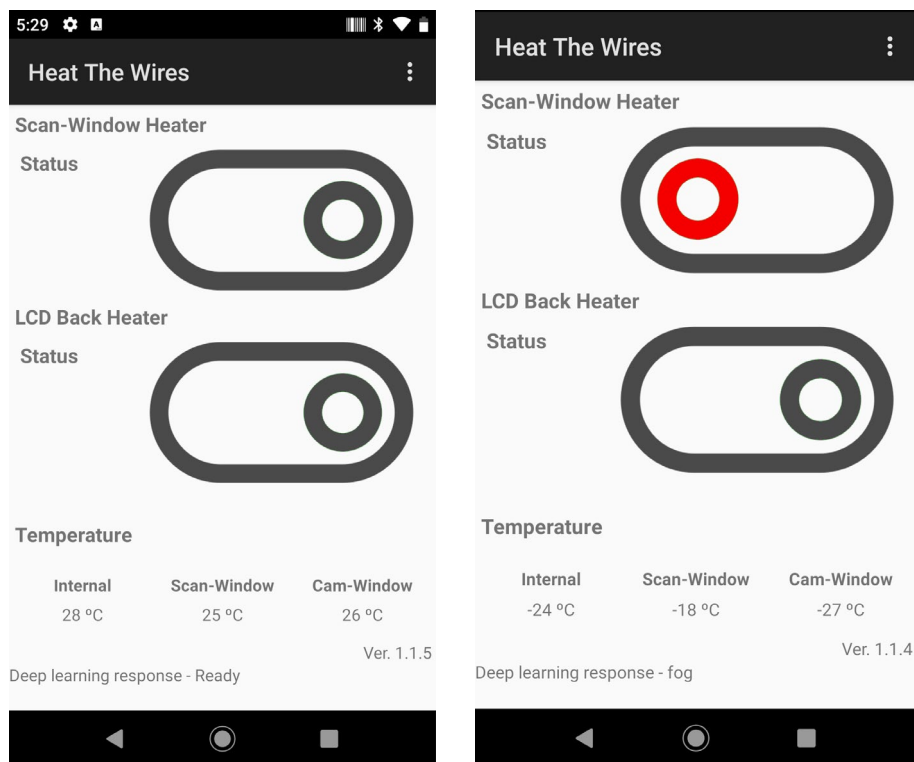 5:29 A
Heat The Wires
Scan-Window Heater
Status
LCD Back Heater
Status
Temperature
Internal Scan-Window Cam-Window
28 ºC 25 ºC 26 ºC
Ver. 1.1.5
Deep learning response - Ready
Heat The Wires
Scan-Window Heater
Status
LCD Back Heater
Status
Temperature
Internal Scan-Window Cam-Window
-24 ºC -18 ºC -27 ºC
Ver. 1.1.4
Deep learning response - fog